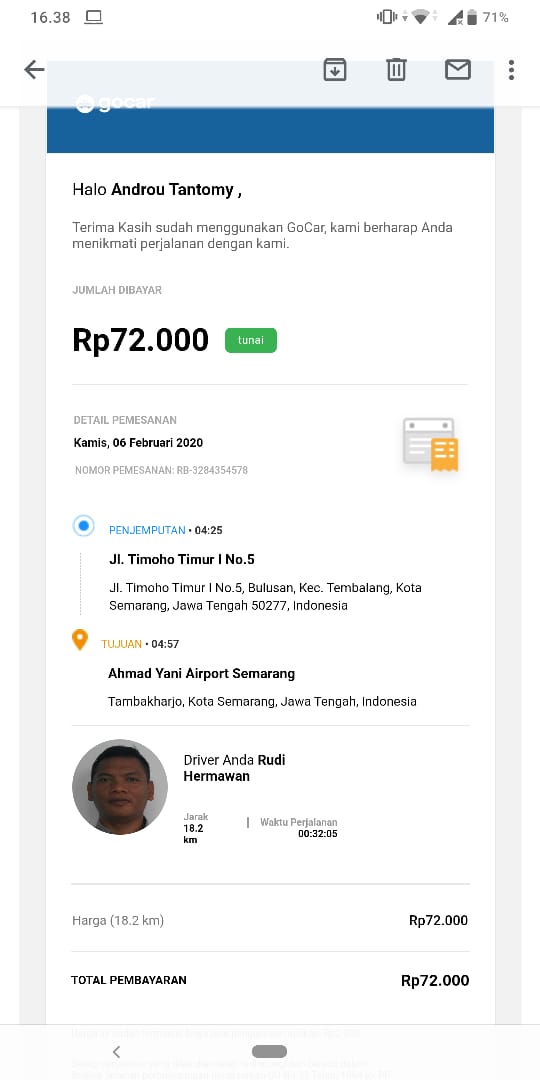 16.38
71%
gocar
Halo Androu Tantomy ,
Terima Kasih sudah menggunakan GoCar, kami berharap Anda
menikmati perjalanan dengan kami.
JUMLAH DIBAYAR
Rp72.000 tunai
DETAIL PEMESANAN
Kamis, 06 Februari 2020
NOMOR PEMESANAN: RB-3284354578
PENJEMPUTAN • 04:25
Jl. Timoho Timur I No.5
Jl. Timoho Timur I No.5, Bulusan, Kec. Tembalang, Kota
Semarang, Jawa Tengah 50277, Indonesia
TUJUAN • 04:57
Ahmad Yani Airport Semarang
Tambakharjo, Kota Semarang, Jawa Tengah, Indonesia
Driver Anda Rudi
Hermawan
Jarak | Waktu Perjalanan
18.2 00:32:05
km
Harga (18.2 km) Rp72.000
TOTAL PEMBAYARAN Rp72.000